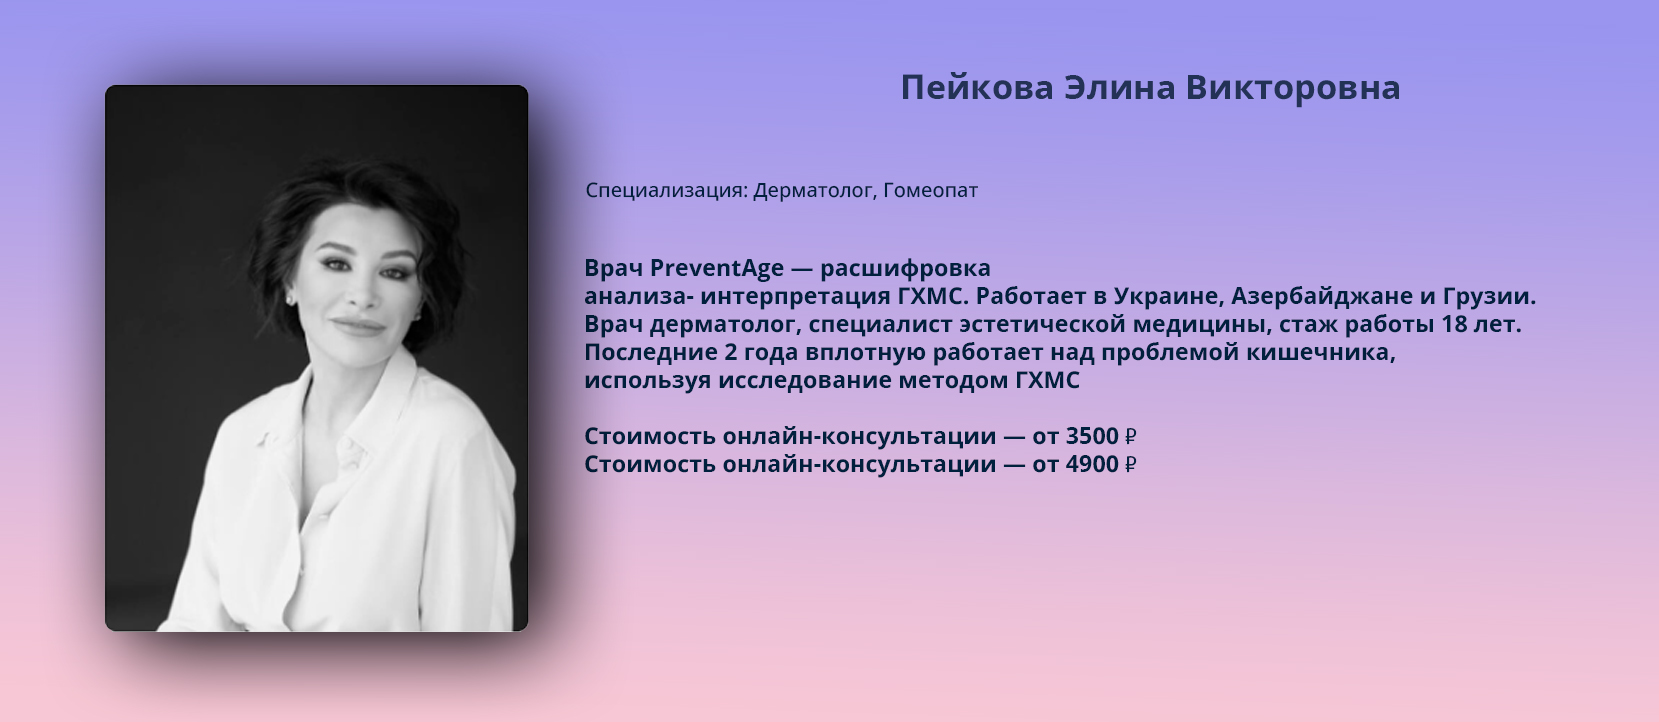 Пейкова Элина Викторовна
Специализация: Дерматолог, Гомеопат
Врач PreventAge — расшифровка
анализа- интерпретация ГХМС. Работает в Украине, Азербайджане и Грузии.
Врач дерматолог, специалист эстетической медицины, стаж работы 18 лет.
Последние 2 года вплотную работает над проблемой кишечника,
используя исследование методом ГХМС
Стоимость онлайн-консультации — от 3500 ₽
Стоимость онлайн-консультации — от 4900 ₽